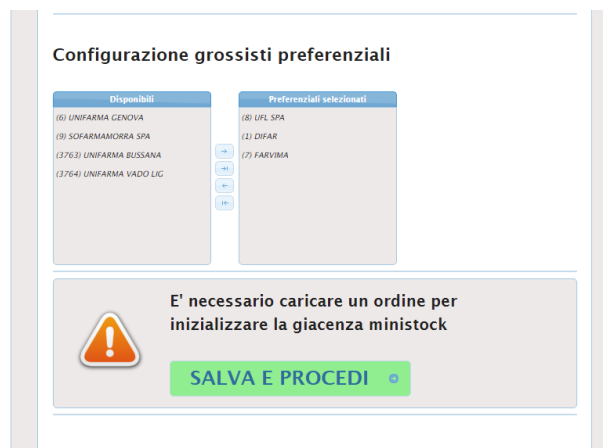 Configurazione grossisti preferenziali
Disponibili
(6) UNIFARMA GENOVA
(9) SOFARMAMORRA SPA
(3763) UNIFARMA BUSSANA
(3764) UNIFARMA VADO LIG
Preferenziali selezionati
(8) UFL SPA
(1) DIFAR
(7) FARVIMA
E' necessario caricare un ordine per
inizializzare la giacenza ministock
SALVA E PROCEDI